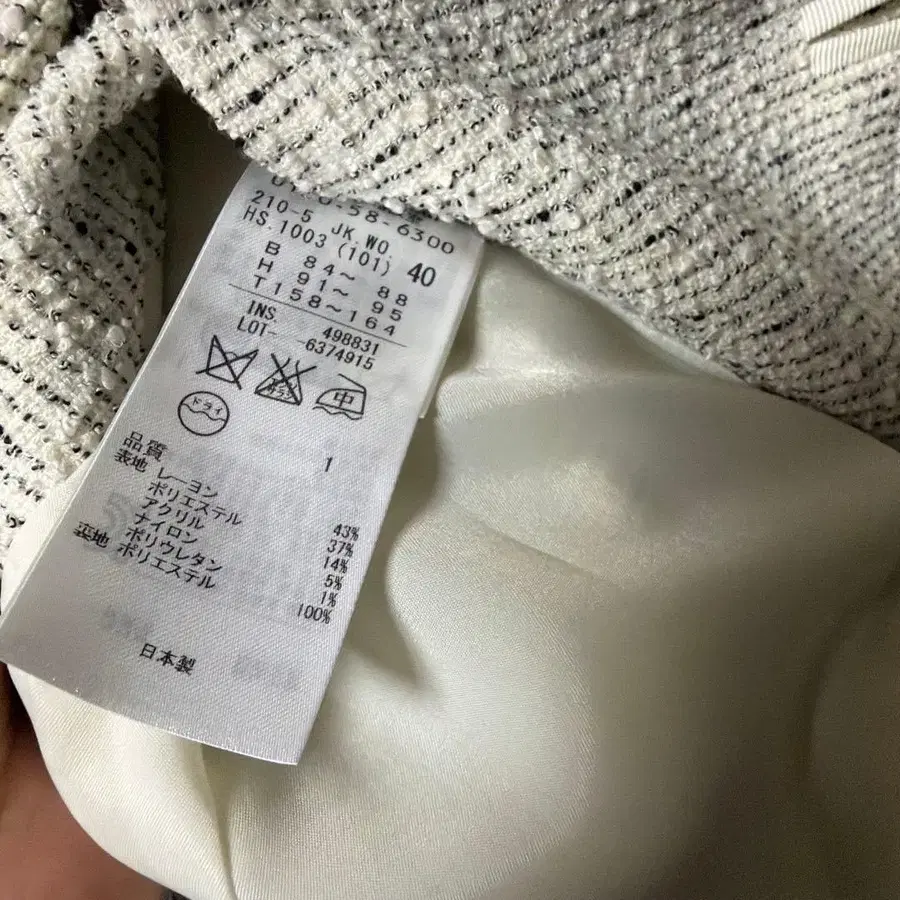 58-6300
210-5 JK WO.
HS.1003 (101) 40
B 84~ 88
H 91~ 95
T158~164
INS. 498831
LOT- -6374915
中
ドライ
品質 1
表地 レーヨン 43%
ポリエステル 37%
アクリル 14%
ナイロン 5%
ポリウレタン 1%
裏地 ポリエステル 100%
日本製